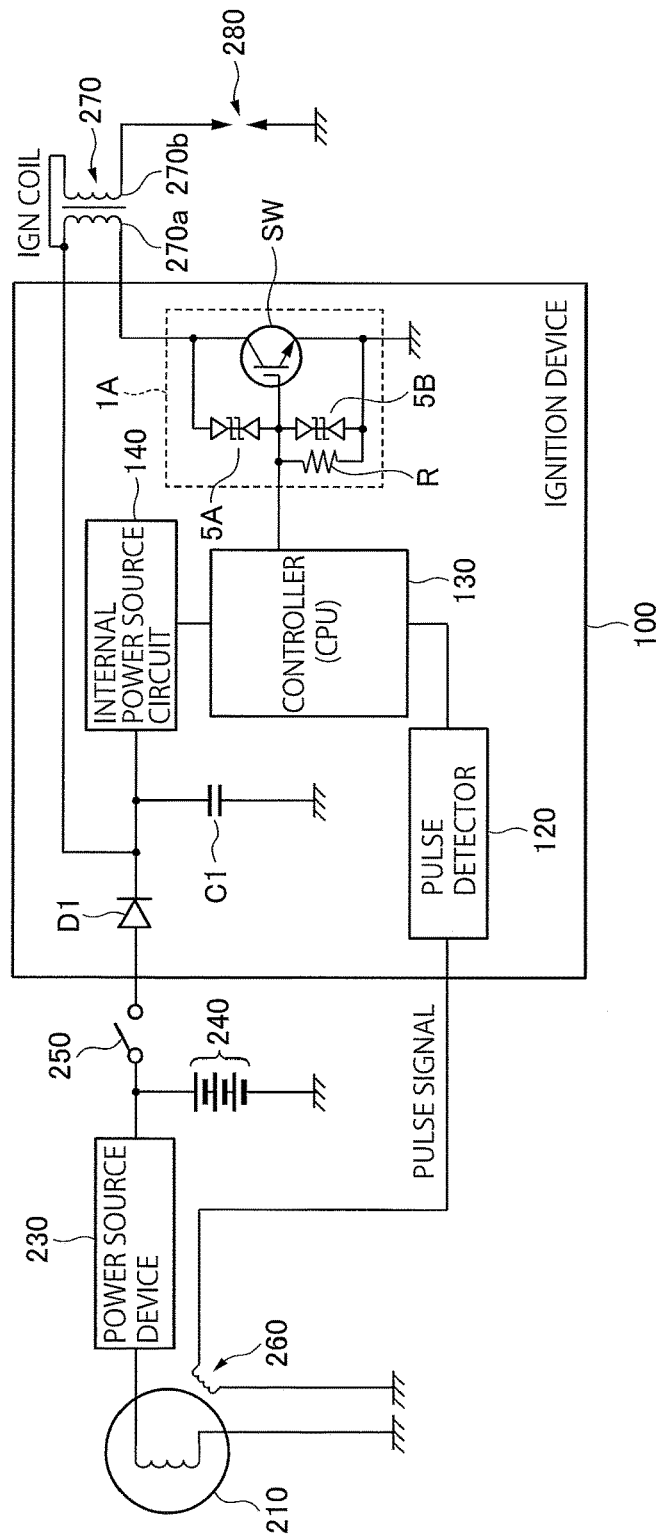 210
POWER SOURCE
DEVICE
230
260
250
240
PULSE SIGNAL
D1
C1
INTERNAL
POWER SOURCE
CIRCUIT
140
CONTROLLER
(CPU)
130
PULSE
DETECTOR
120
1A
5A
5B
R
SW
IGNITION DEVICE
100
IGN COIL
270
270a
270b
280